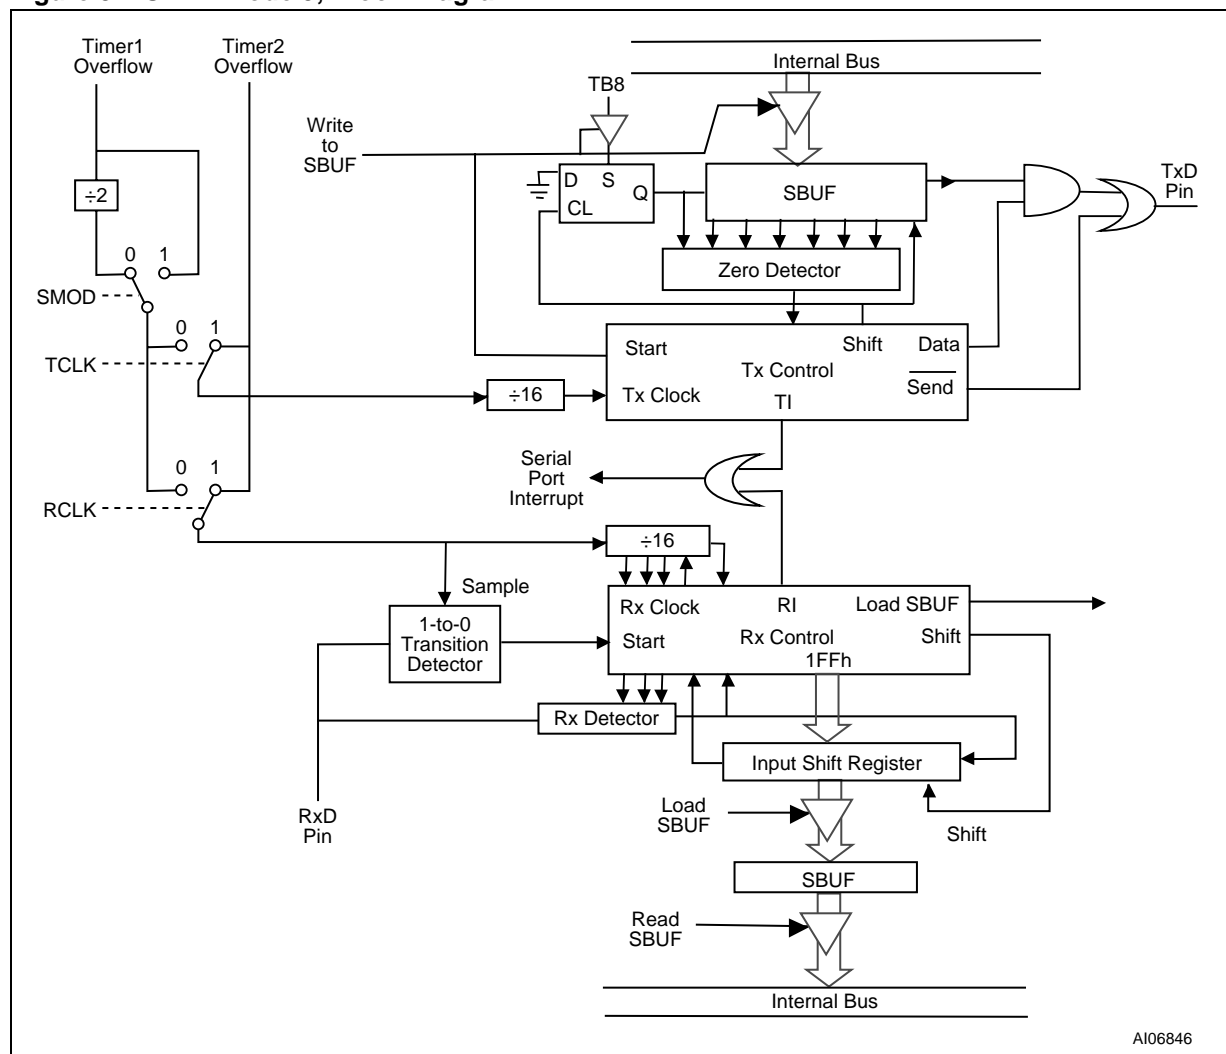 Timer1
Overflow
Timer2
Overflow
Internal Bus
TB8
Write
to
SBUF
÷2
D
S
Q
CL
SBUF
TxD
Pin
Zero Detector
0
1
SMOD
0
1
TCLK
Start
Shift
Data
Tx Control
÷16
Tx Clock
TI
Send
Serial
Port
Interrupt
0
1
RCLK
÷16
Sample
Rx Clock
RI
Load SBUF
1-to-0
Transition
Detector
Start
Rx Control
Shift
1FFh
Rx Detector
Input Shift Register
RxD
Pin
Load
SBUF
Shift
SBUF
Read
SBUF
Internal Bus
AI06846